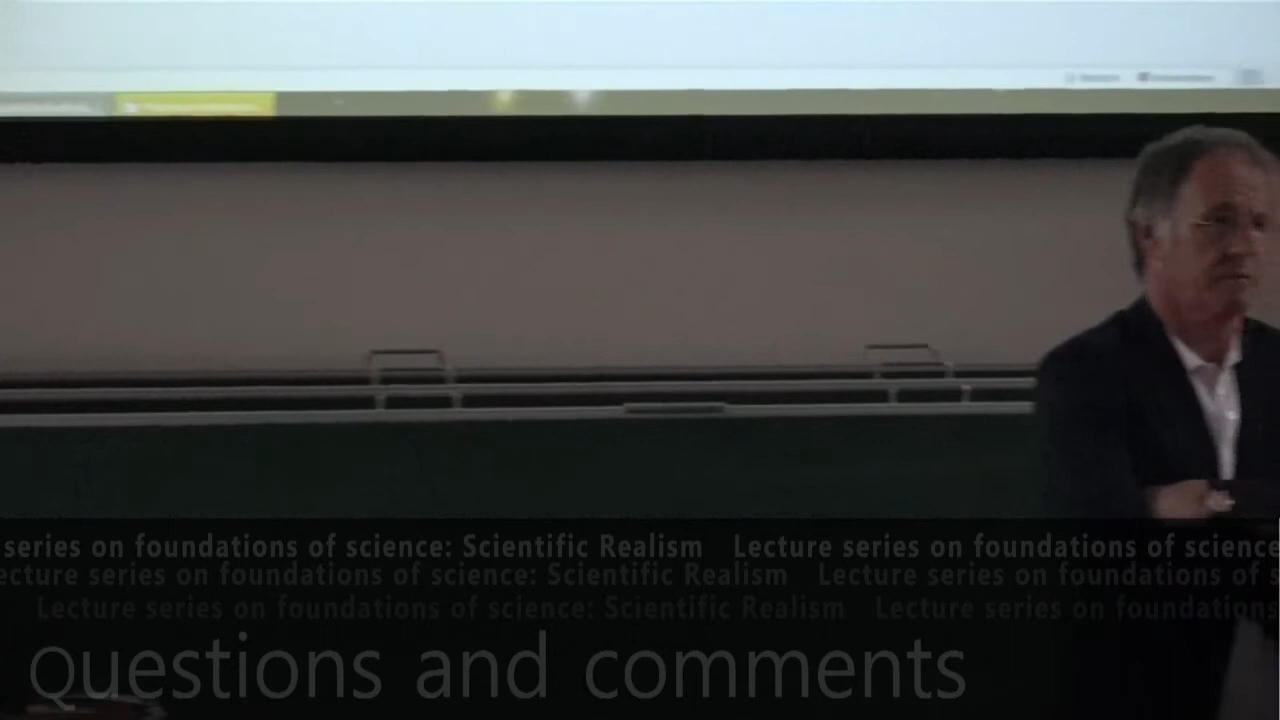 series on foundations of science: Scientific Realism Lecture series on foundations of science
ecture series on foundations of science: Scientific Realism Lecture series on foundations of s
Lecture series on foundations of science: Scientific Realism Lecture series on foundations
Questions and comments